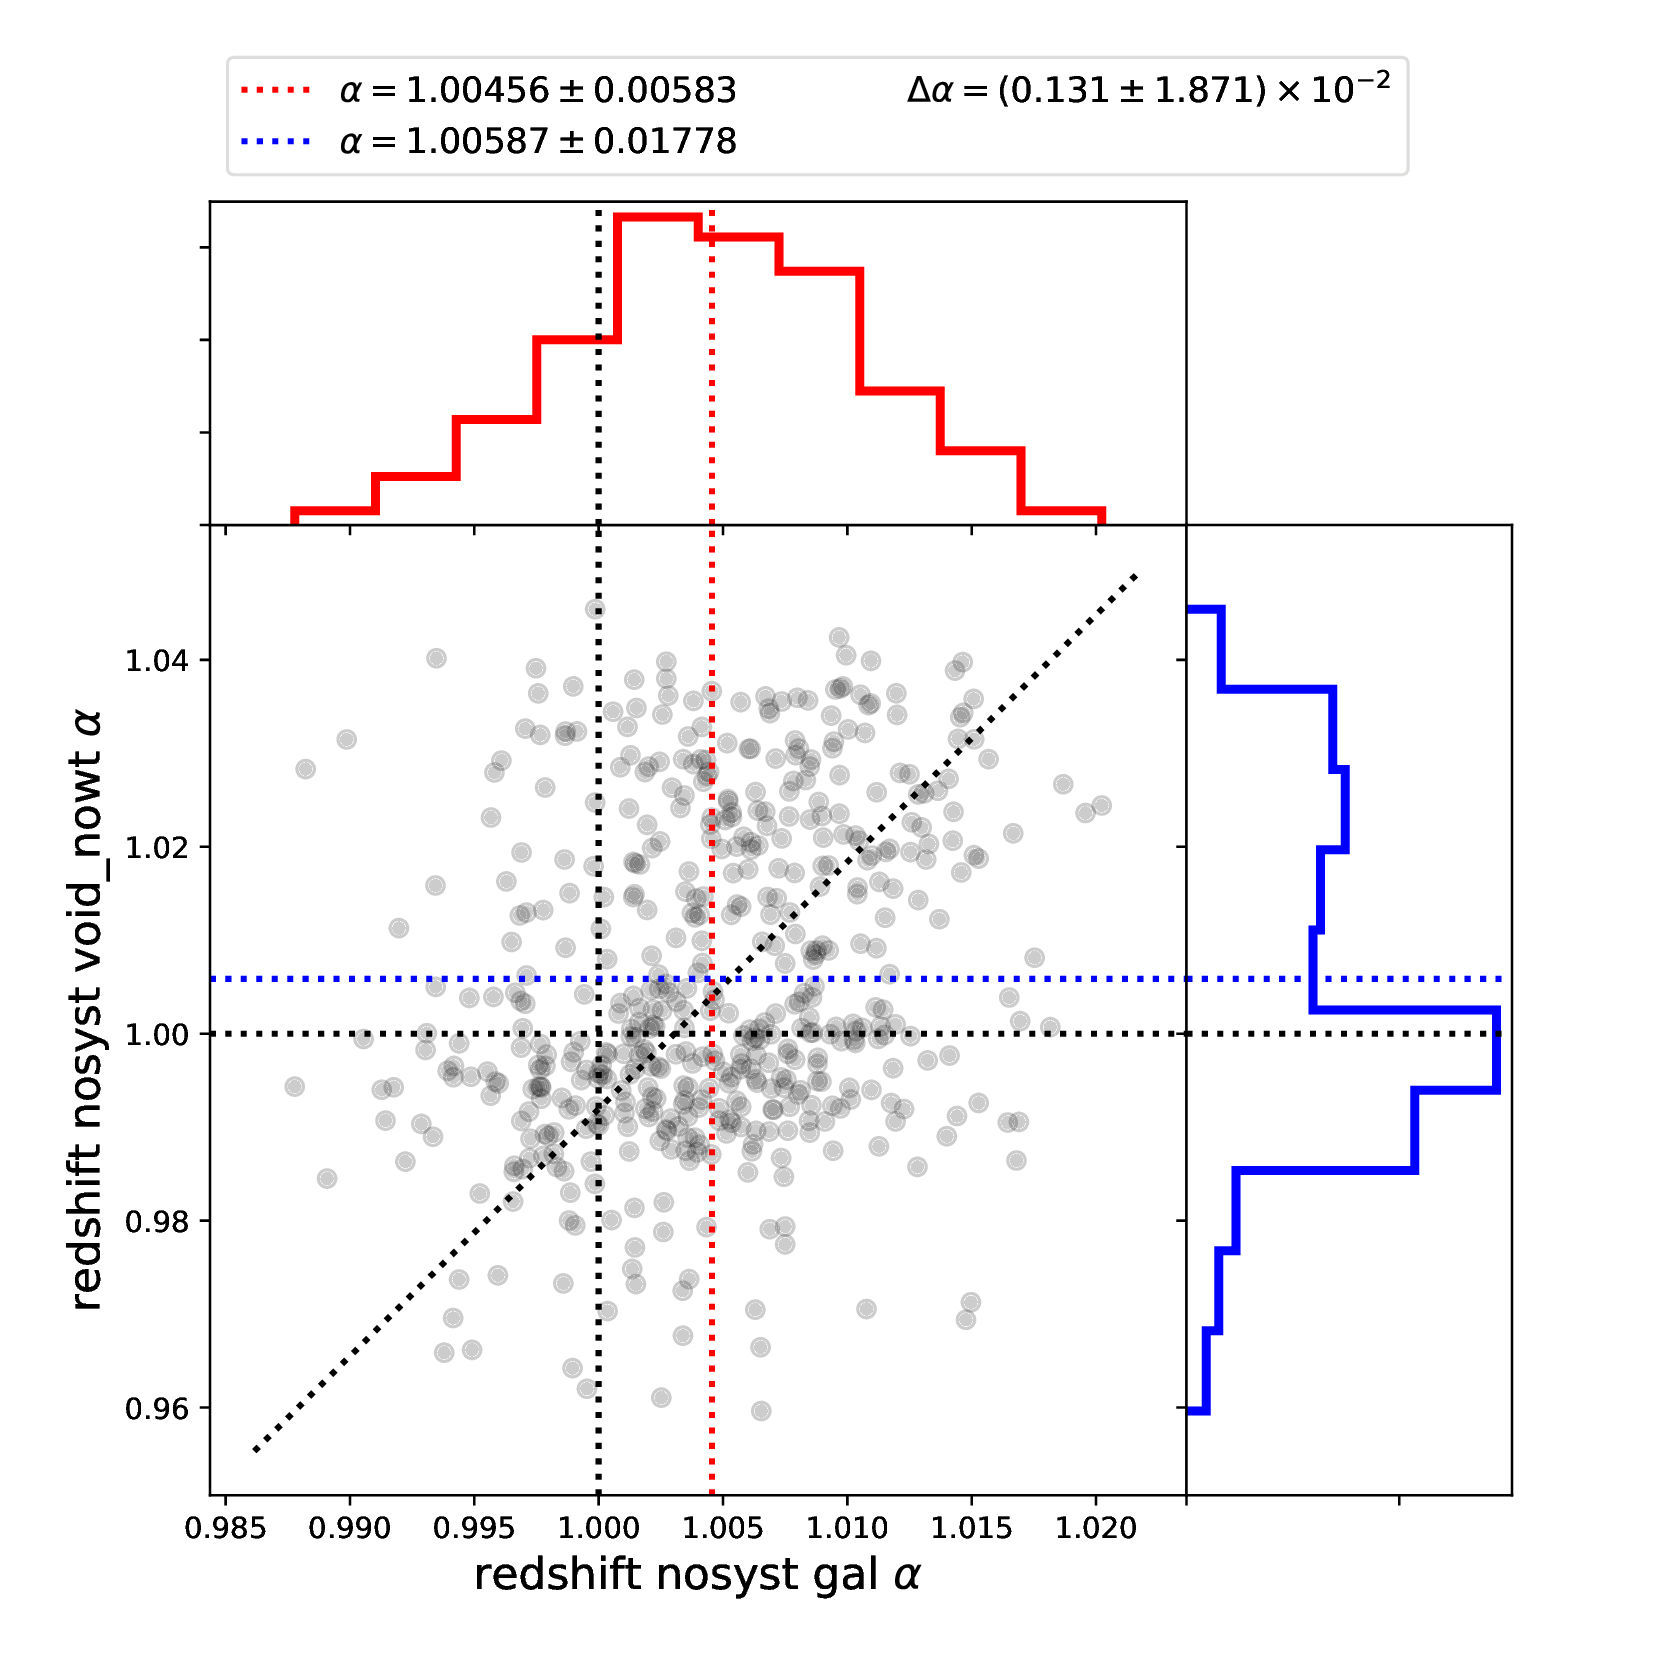 α = 1.00456 ± 0.00583
Δα = (0.131 ± 1.871) × 10⁻²
α = 1.00587 ± 0.01778
redshift nosyst void_nowt α
1.04
1.02
1.00
0.98
0.96
0.985 0.990 0.995 1.000 1.005 1.010 1.015 1.020
redshift nosyst gal α